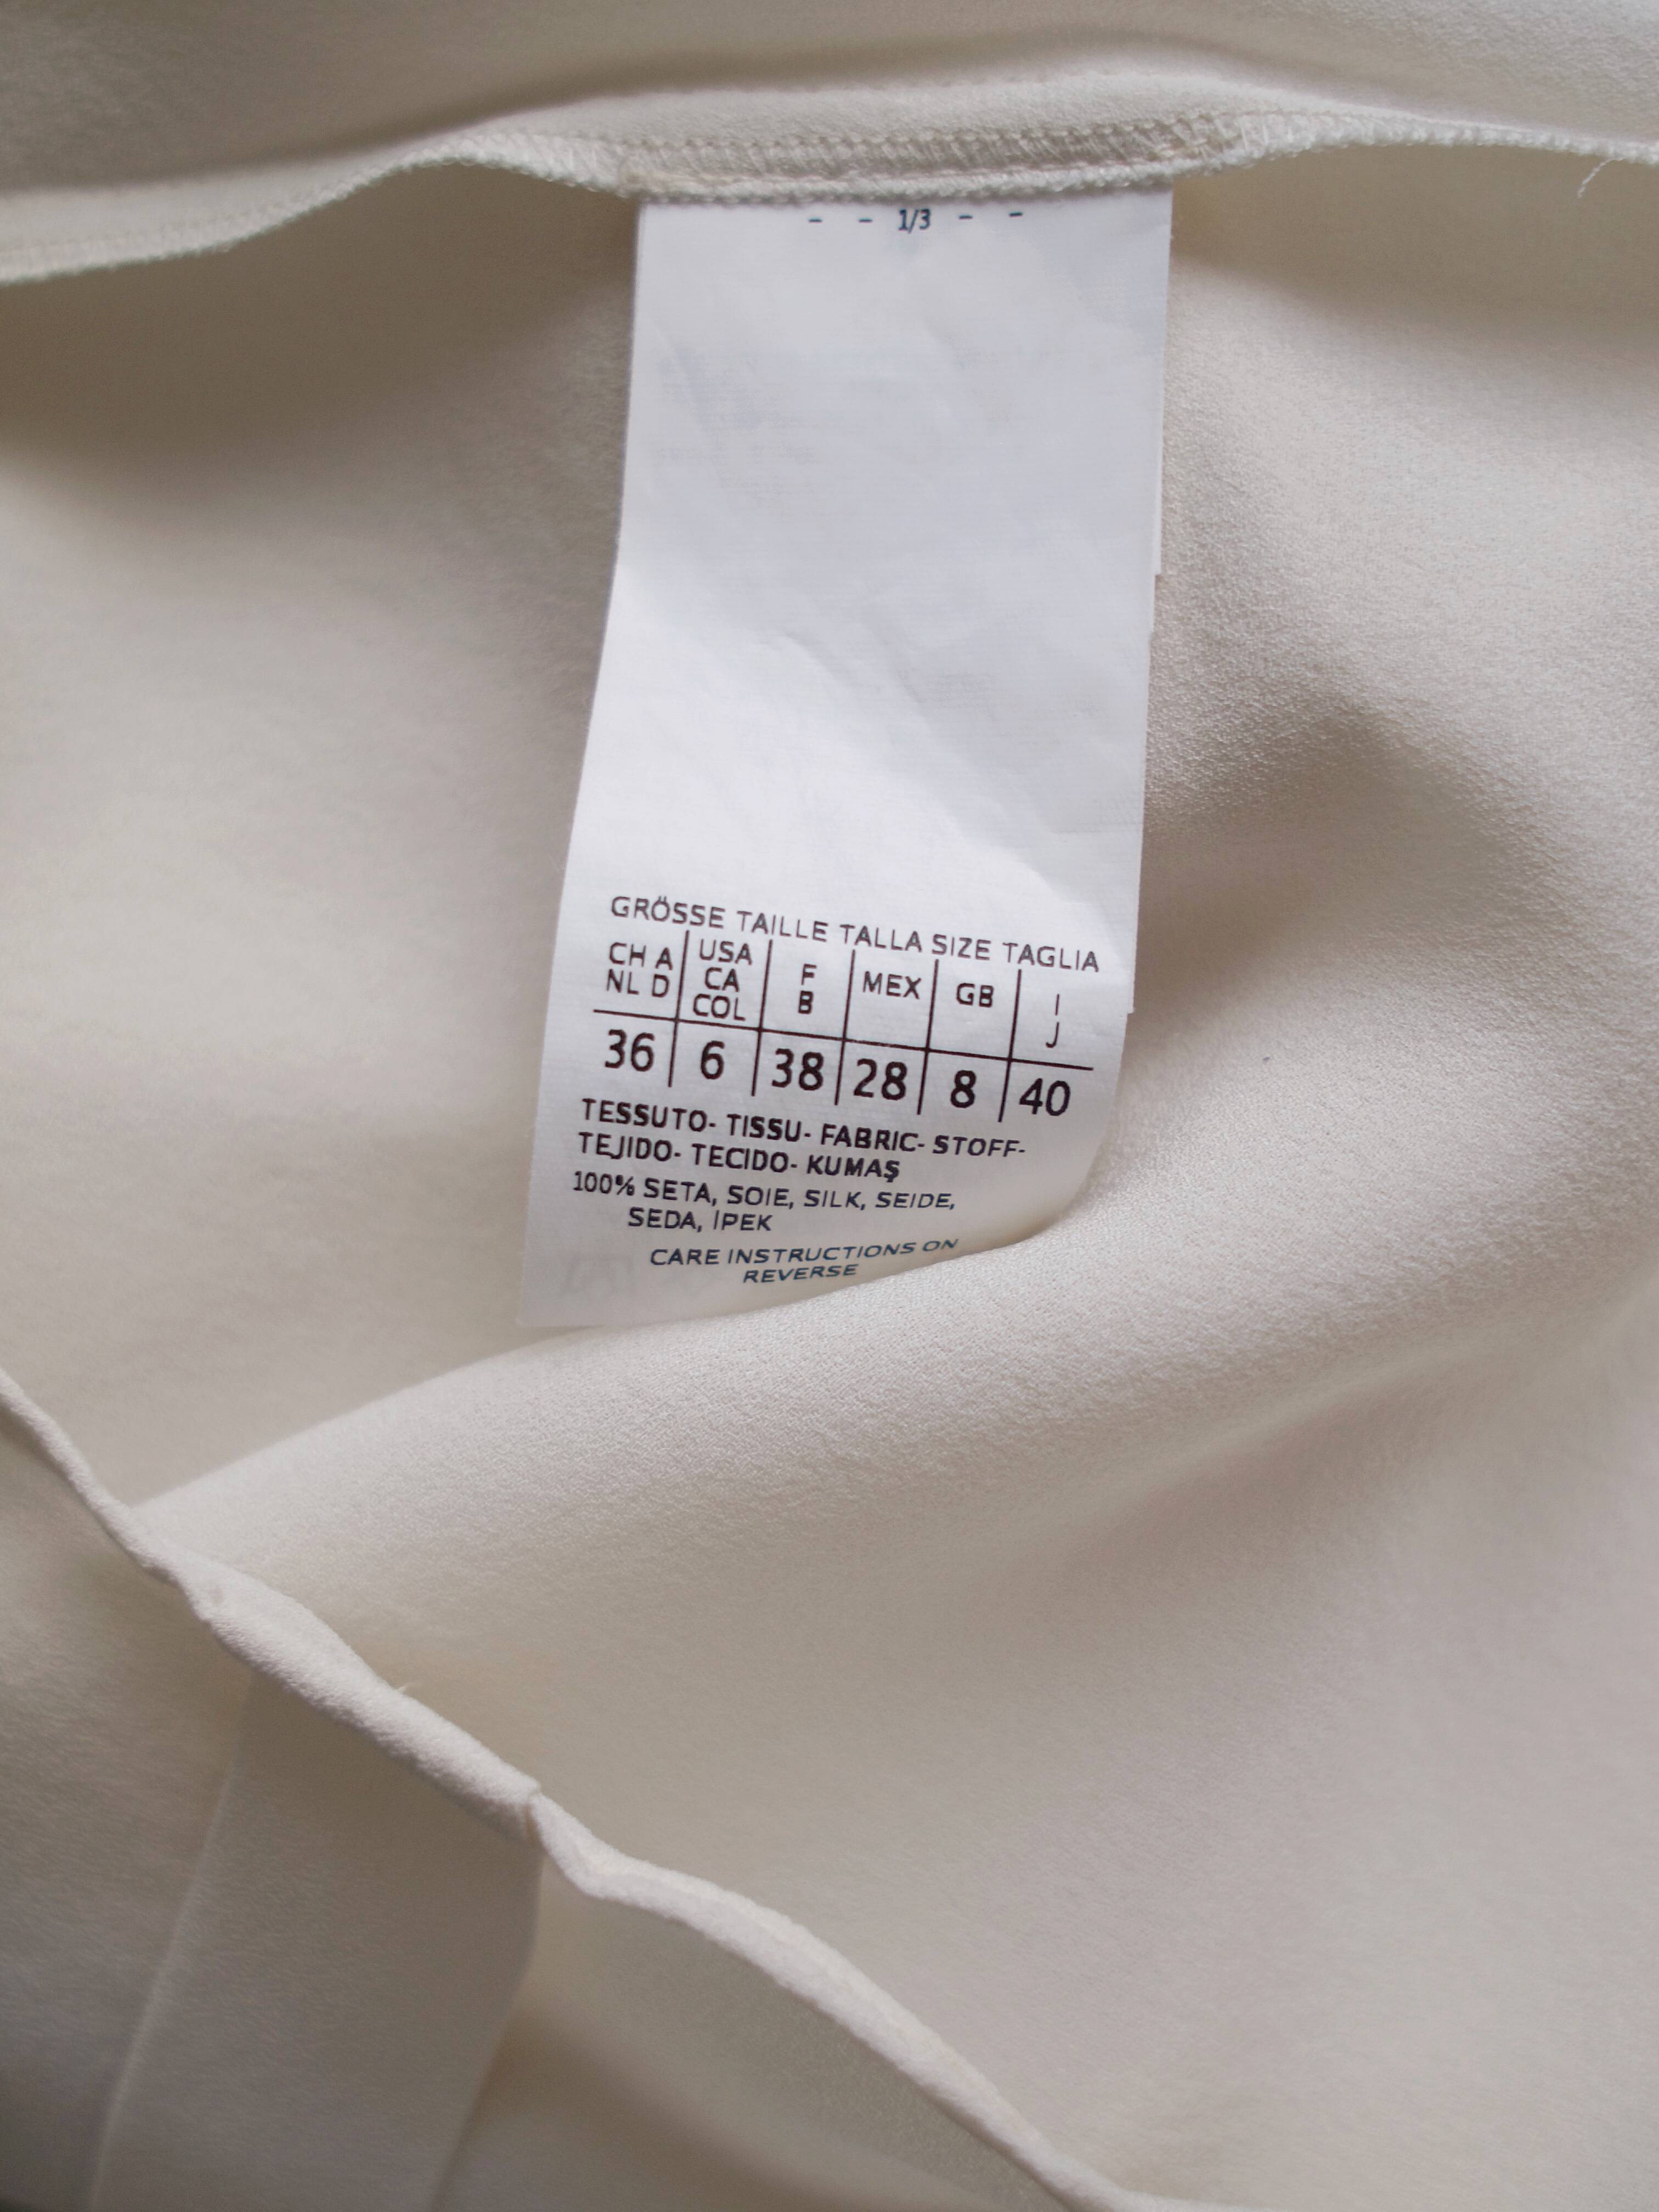 - - 1/3 - -
GRÖSSE TAILLE TALLA SIZE TAGLIA
CH A USA F MEX GB I
NL D CA B J
COL
36 6 38 28 8 40
TESSUTO- TISSU- FABRIC- STOFF-
TEJIDO- TECIDO- KUMAŞ
100% SETA, SOIE, SILK, SEIDE,
SEDA, İPEK
CARE INSTRUCTIONS ON
REVERSE